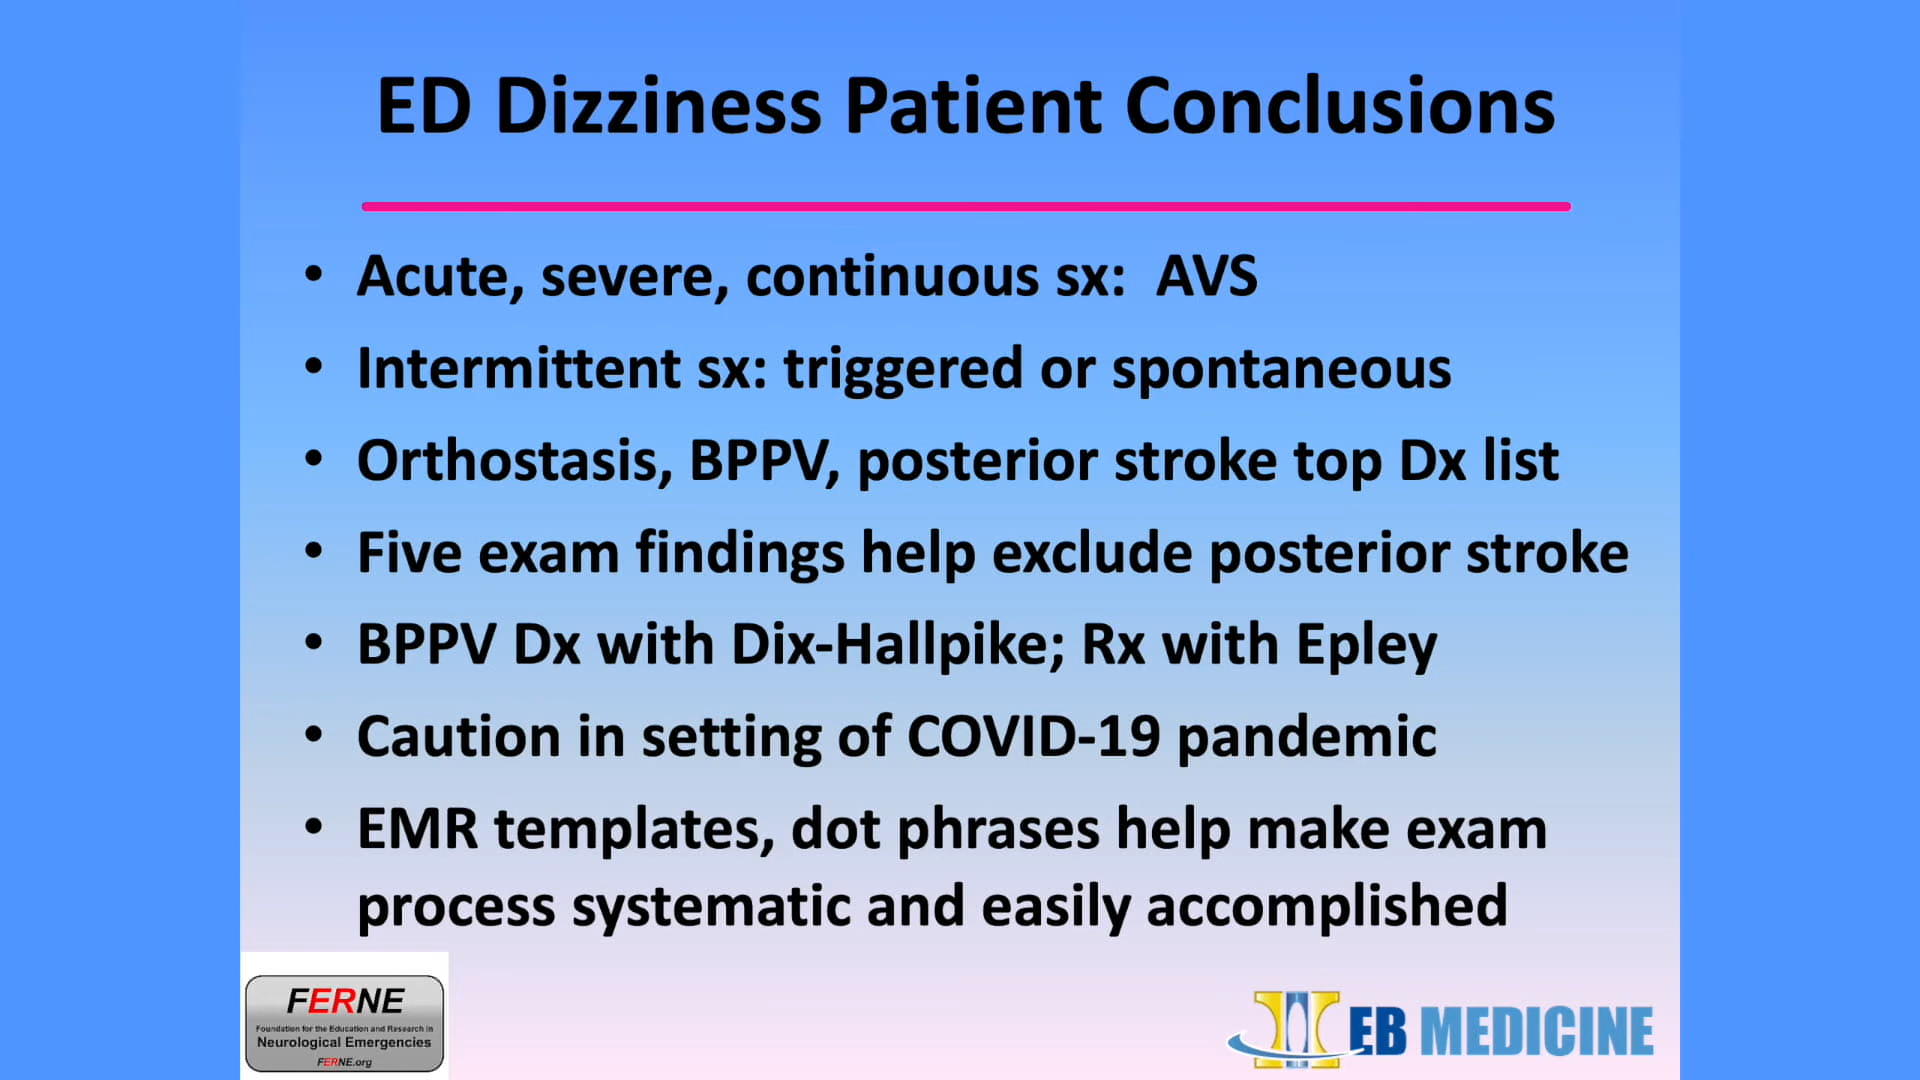 ED Dizziness Patient Conclusions
• Acute, severe, continuous sx:  AVS
• Intermittent sx: triggered or spontaneous
• Orthostasis, BPPV, posterior stroke top Dx list
• Five exam findings help exclude posterior stroke
• BPPV Dx with Dix-Hallpike; Rx with Epley
• Caution in setting of COVID-19 pandemic
• EMR templates, dot phrases help make exam
process systematic and easily accomplished
FERNE
Foundation for the Education and Research in
Neurological Emergencies
FERNE.org
EB MEDICINE